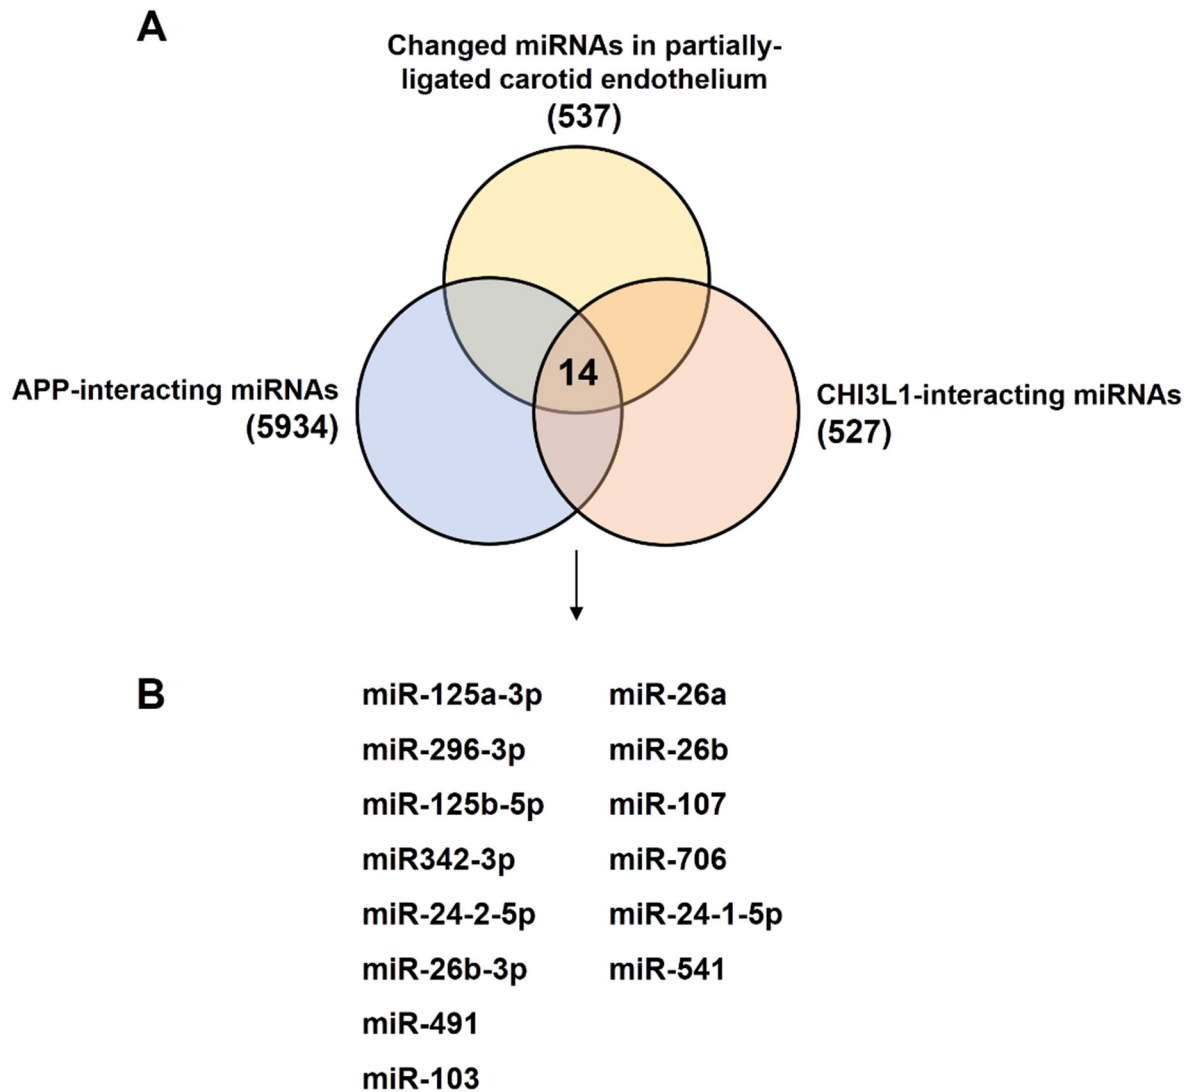 A
Changed miRNAs in partially-
ligated carotid endothelium
(537)
14
APP-interacting miRNAs
(5934)
CHI3L1-interacting miRNAs
(527)
B
miR-125a-3p
miR-296-3p
miR-125b-5p
miR342-3p
miR-24-2-5p
miR-26b-3p
miR-491
miR-103
miR-26a
miR-26b
miR-107
miR-706
miR-24-1-5p
miR-541